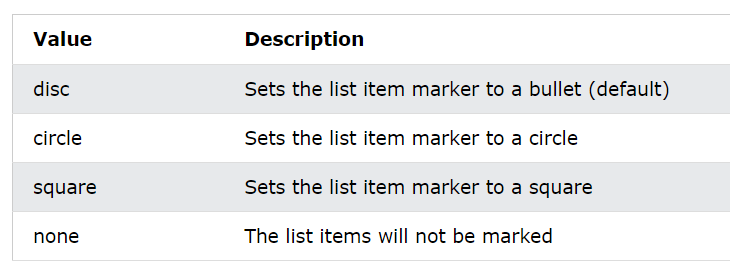 Value Description
disc Sets the list item marker to a bullet (default)
circle Sets the list item marker to a circle
square Sets the list item marker to a square
none The list items will not be marked